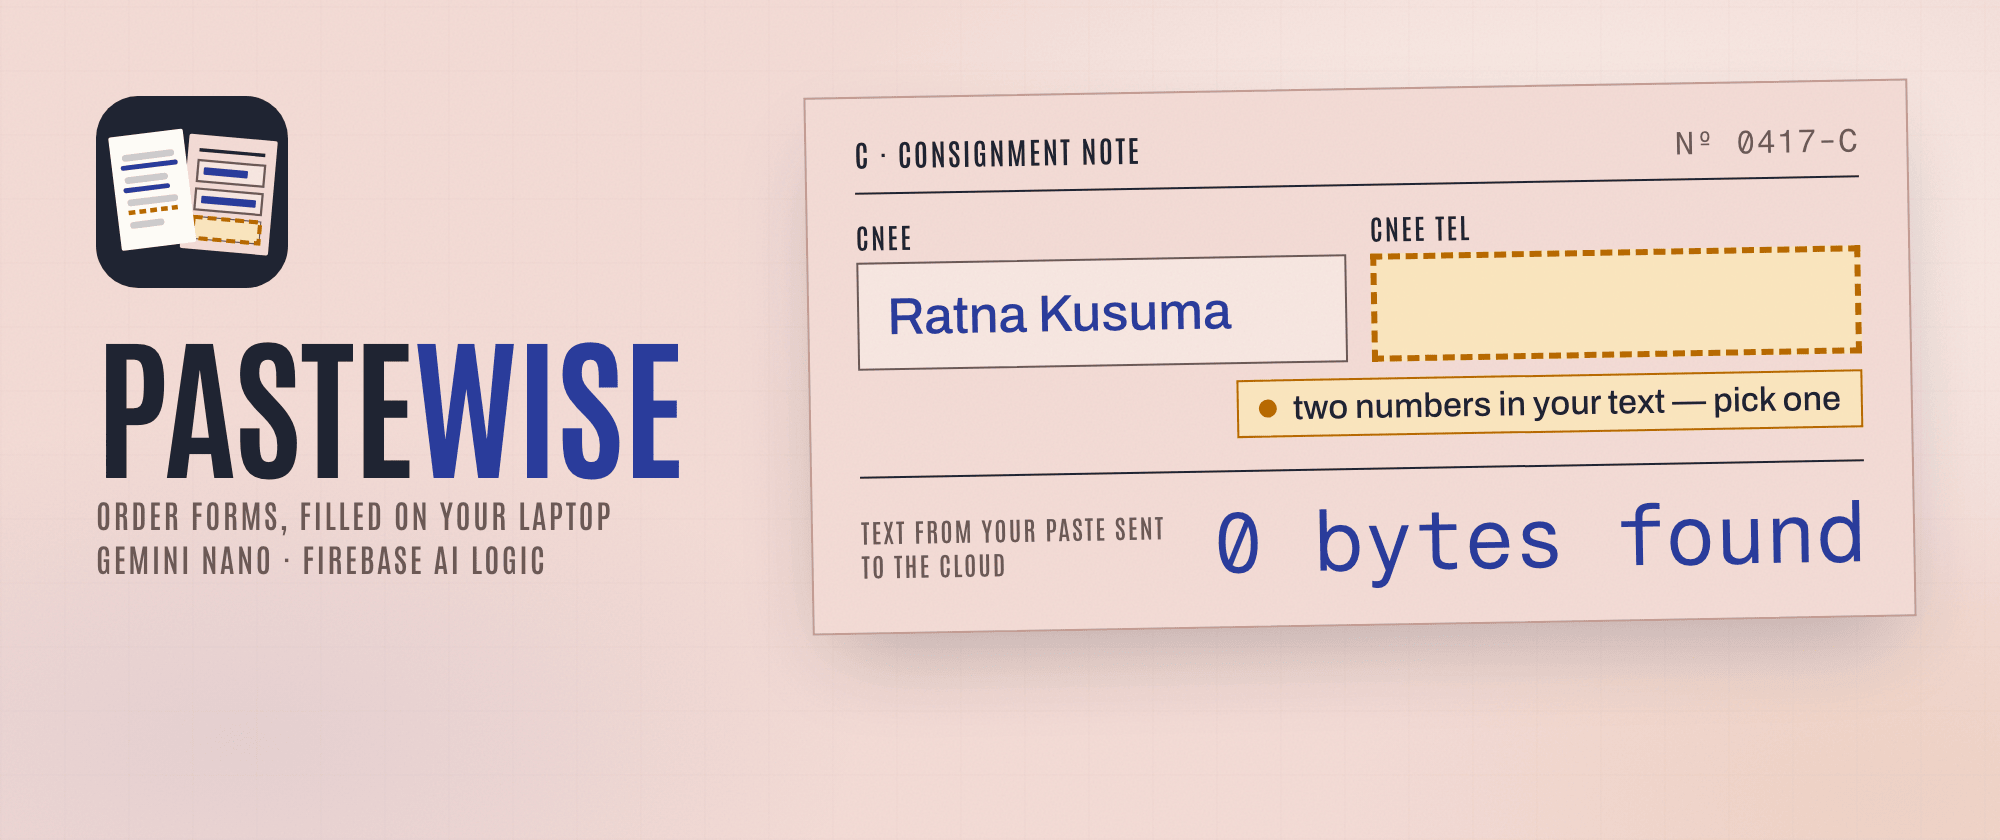 PASTEWISE
ORDER FORMS, FILLED ON YOUR LAPTOP
GEMINI NANO · FIREBASE AI LOGIC
C · CONSIGNMENT NOTE
Nº 0417-C
CNEE
CNEE TEL
Ratna Kusuma
two numbers in your text — pick one
TEXT FROM YOUR PASTE SENT
TO THE CLOUD
0 bytes found